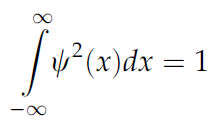 ∫_{-∞}^{∞} ψ²(x)dx = 1